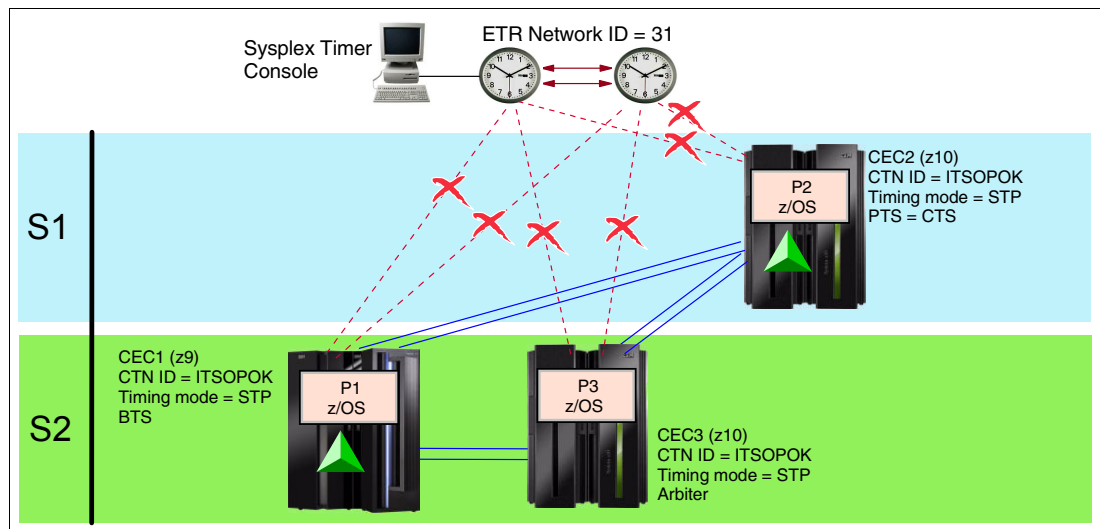 ETR Network ID = 31
Sysplex Timer
Console
S1
CEC2 (z10)
CTN ID = ITSOPOK
Timing mode = STP
PTS = CTS
P2
z/OS
S2
CEC1 (z9)
CTN ID = ITSOPOK
Timing mode = STP
BTS
P1
z/OS
P3
z/OS
CEC3 (z10)
CTN ID = ITSOPOK
Timing mode = STP
Arbiter